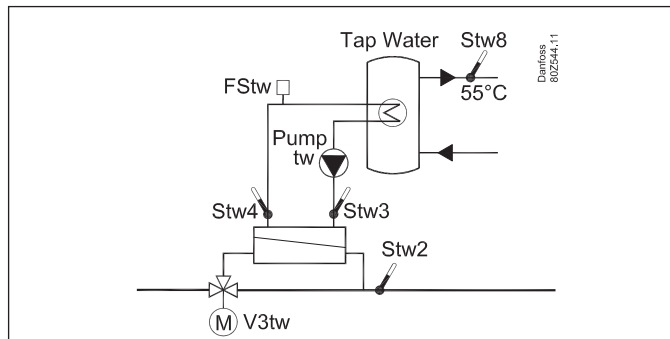 Tap Water
Stw8
Danfoss
80Z544.11
FStw
55°C
Pump
tw
Stw4
Stw3
Stw2
M
V3tw